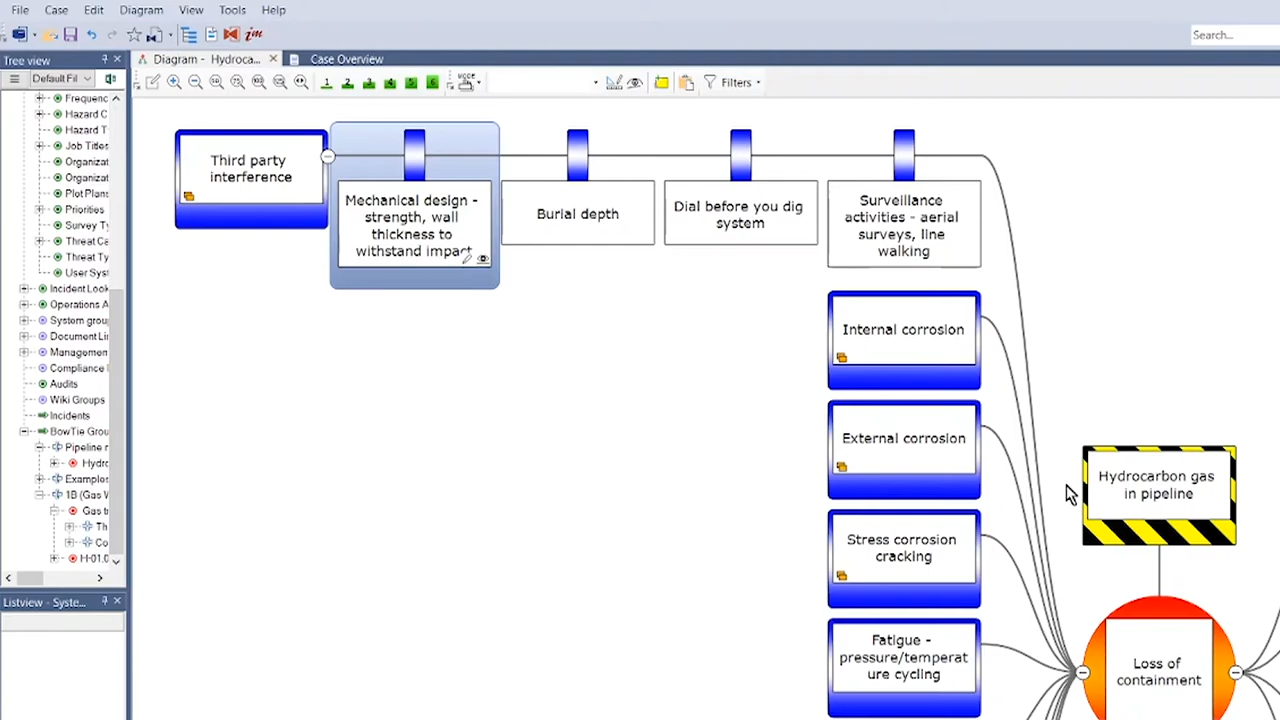 File Case Edit Diagram View Tools Help
Search...
Tree view
Diagram - Hydroca...
Case Overview
Default Fil
MODE
Filters
Frequenc
Hazard C
Hazard T
Job Titles
Organizat
Organizat
Plot Plans
Priorities
Survey Ty
Threat Ca
Threat Ty
User Sys
Incident Look
Operations A
System group
Document Lin
Managemen
Compliance
Audits
Wiki Groups
Incidents
BowTie Grou
Pipeline r
Hydro
Examples
1B (Gas W
Gas t
Th
Co
H-01.0
Listview - Syste...
Third party
interference
Mechanical design -
strength, wall
thickness to
withstand impact
Burial depth
Dial before you dig
system
Surveillance
activities - aerial
surveys, line
walking
Internal corrosion
External corrosion
Stress corrosion
cracking
Fatigue -
pressure/temperat
ure cycling
Hydrocarbon gas
in pipeline
Loss of
containment